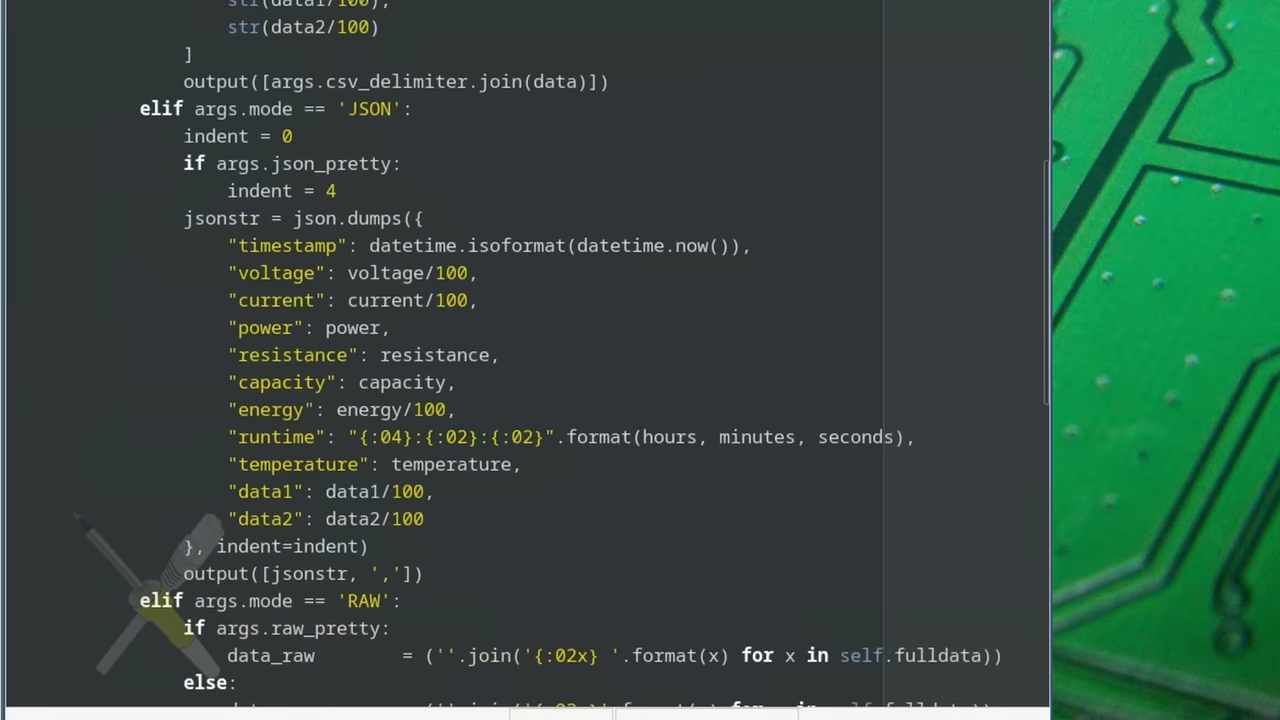 str(data1/100),
str(data2/100)
]
output([args.csv_delimiter.join(data)])
elif args.mode == 'JSON':
indent = 0
if args.json_pretty:
indent = 4
jsonstr = json.dumps({
"timestamp": datetime.isoformat(datetime.now()),
"voltage": voltage/100,
"current": current/100,
"power": power,
"resistance": resistance,
"capacity": capacity,
"energy": energy/100,
"runtime": "{:04}:{:02}:{:02}".format(hours, minutes, seconds),
"temperature": temperature,
"data1": data1/100,
"data2": data2/100
}, indent=indent)
output([jsonstr, ','])
elif args.mode == 'RAW':
if args.raw_pretty:
data_raw        = (''.join('{:02x} '.format(x) for x in self.fulldata))
else: